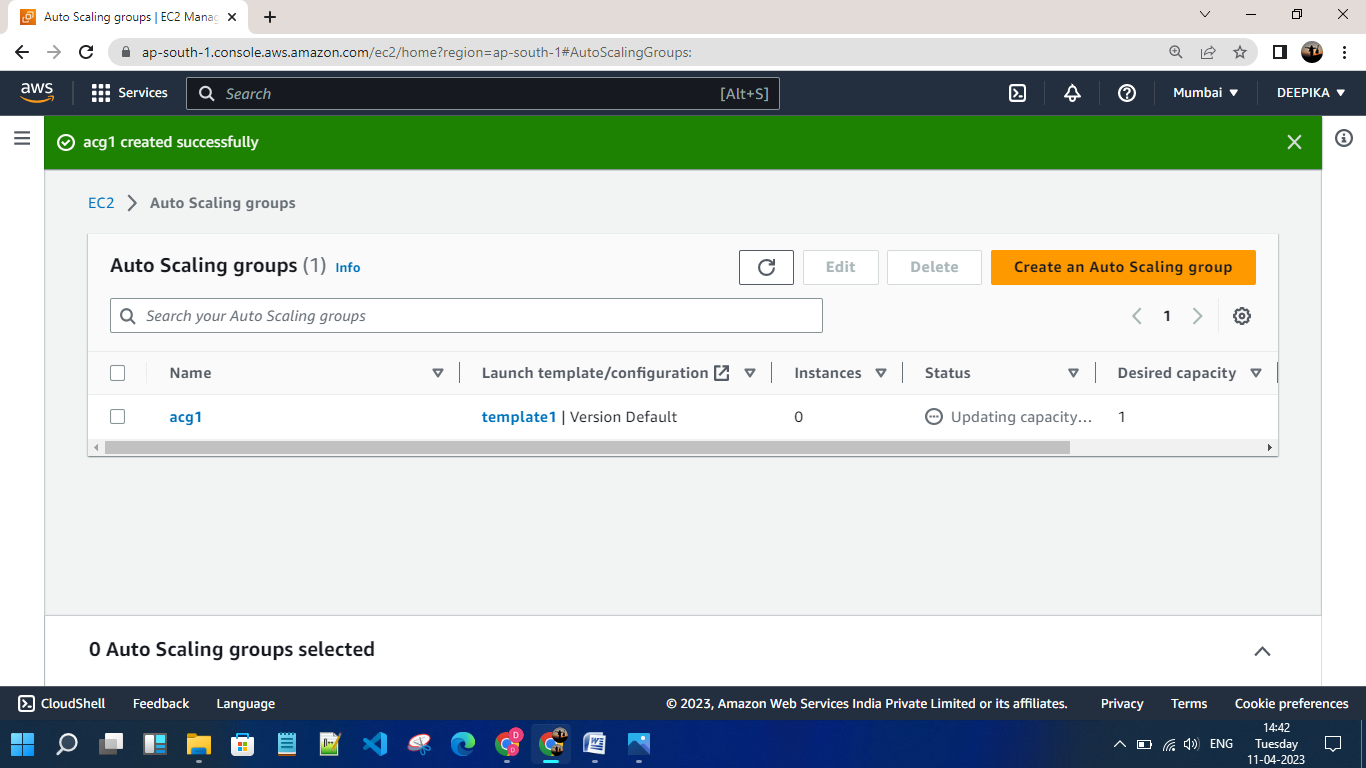 Auto Scaling groups | EC2 Manag
ap-south-1.console.aws.amazon.com/ec2/home?region=ap-south-1#AutoScalingGroups:
aws Services Search [Alt+S] Mumbai DEEPIKA
acg1 created successfully
EC2 Auto Scaling groups
Auto Scaling groups (1) Info Edit Delete Create an Auto Scaling group
Search your Auto Scaling groups 1
Name Launch template/configuration Instances Status Desired capacity
acg1 template1 | Version Default 0 Updating capacity... 1
0 Auto Scaling groups selected
CloudShell Feedback Language © 2023, Amazon Web Services India Private Limited or its affiliates. Privacy Terms Cookie preferences
14:42
ENG Tuesday
11-04-2023